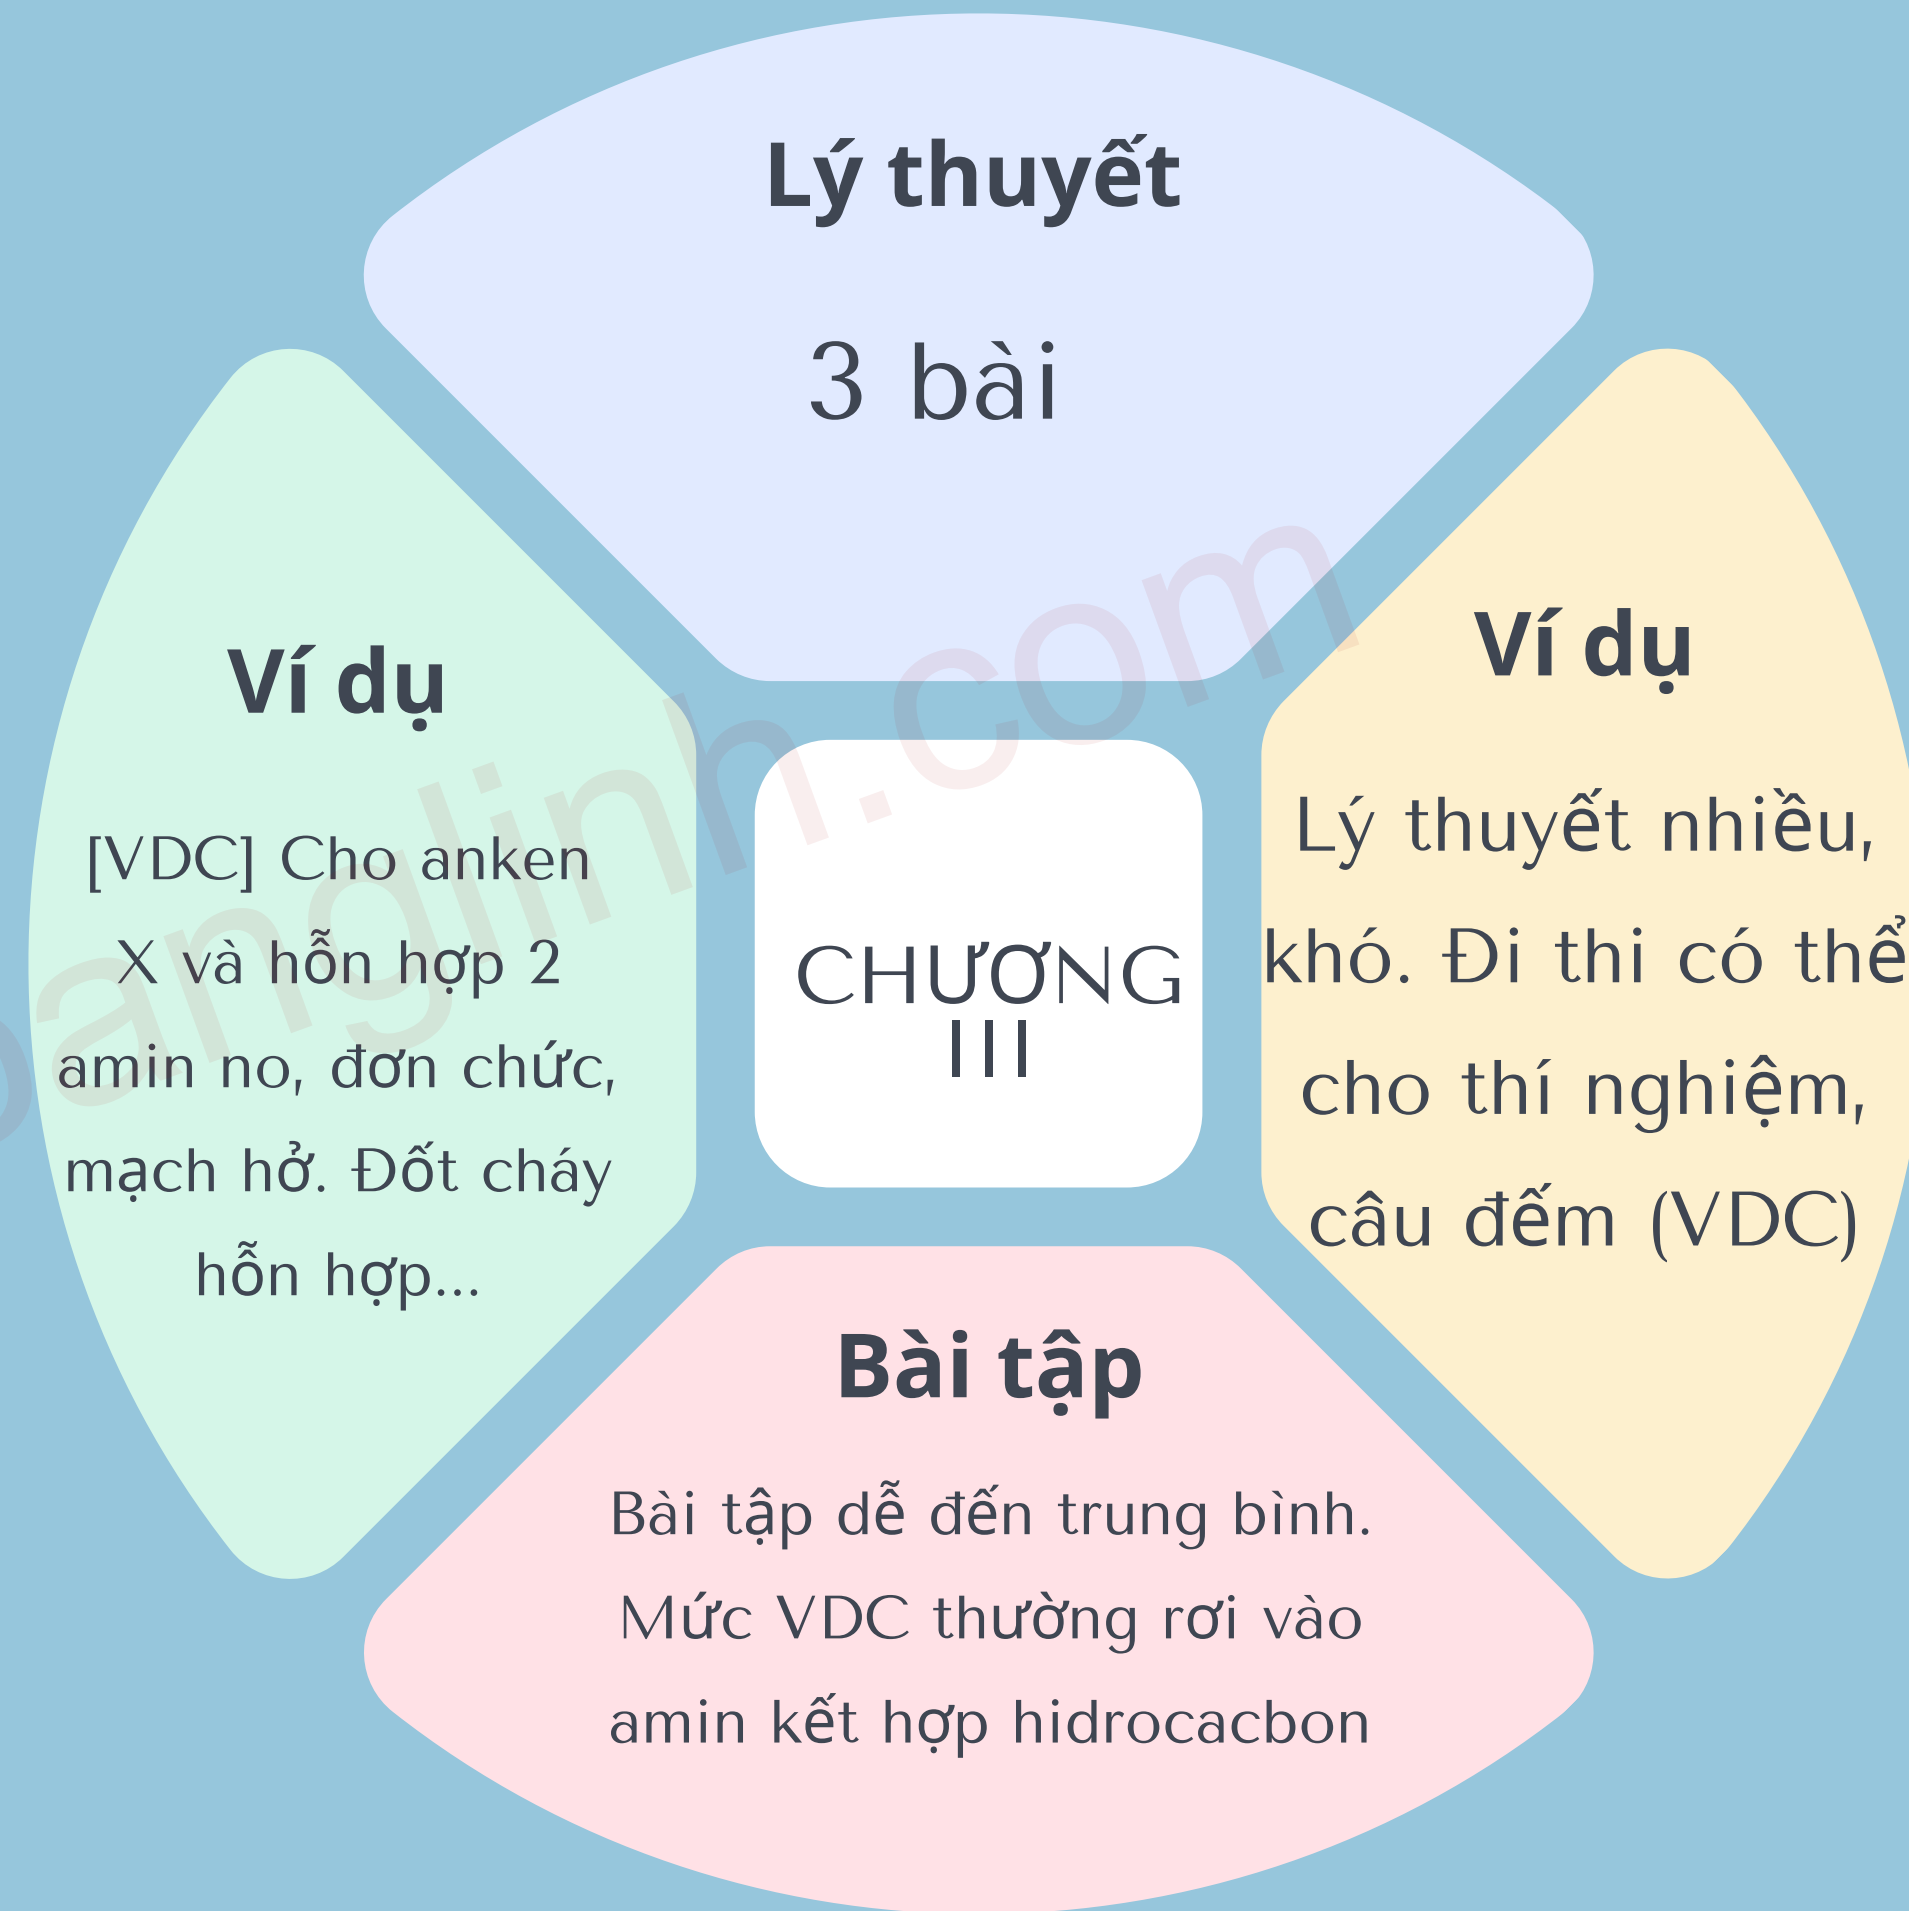 Lý thuyết
3 bài
Ví dụ
[VDC] Cho anken
X và hỗn hợp 2
amin no, đơn chức,
mạch hở. Đốt cháy
hỗn hợp...
CHƯƠNG
III
Ví dụ
Lý thuyết nhiều,
khó. Đi thi có thể
cho thí nghiệm,
câu đếm (VDC)
Bài tập
Bài tập dễ đến trung bình.
Mức VDC thường rơi vào
amin kết hợp hidrocacbon
anglinh.com